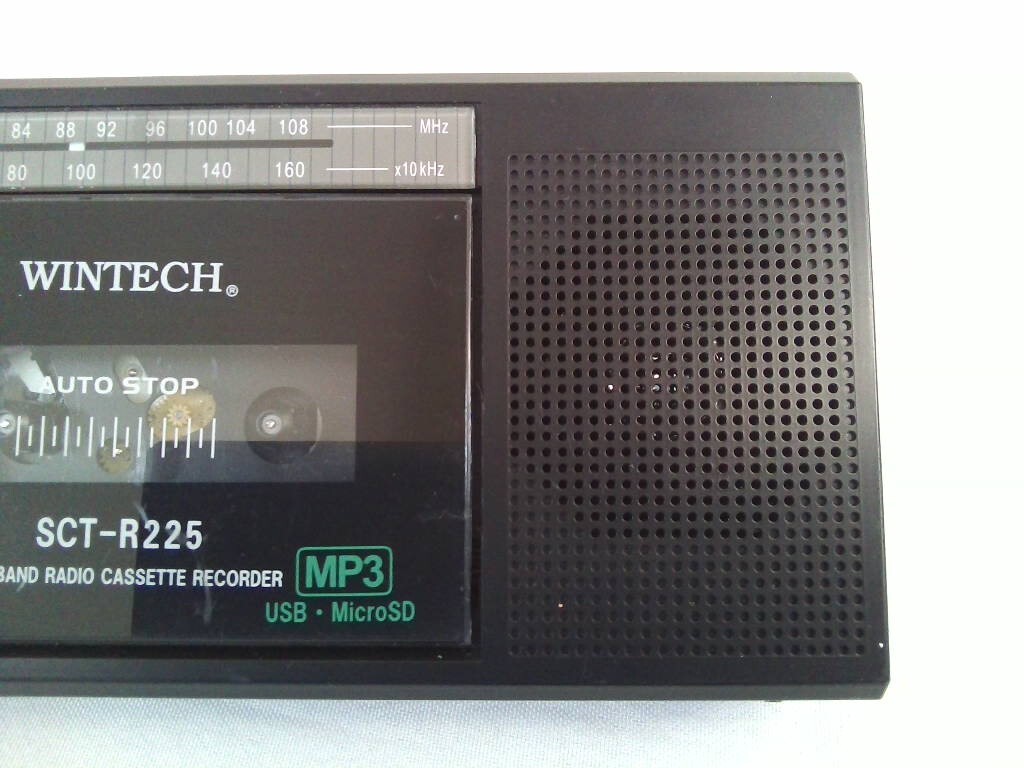 84 88 92 96 100 104 108 MHz
80 100 120 140 160 x10kHz
WINTECH®
AUTO STOP
SCT-R225
BAND RADIO CASSETTE RECORDER
MP3
USB・MicroSD